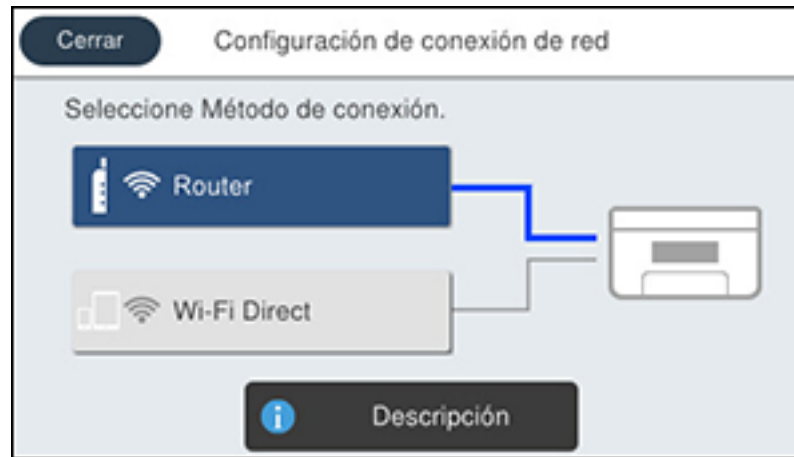 Cerrar
Configuración de conexión de red
Seleccione Método de conexión.
Router
Wi-Fi Direct
Descripción